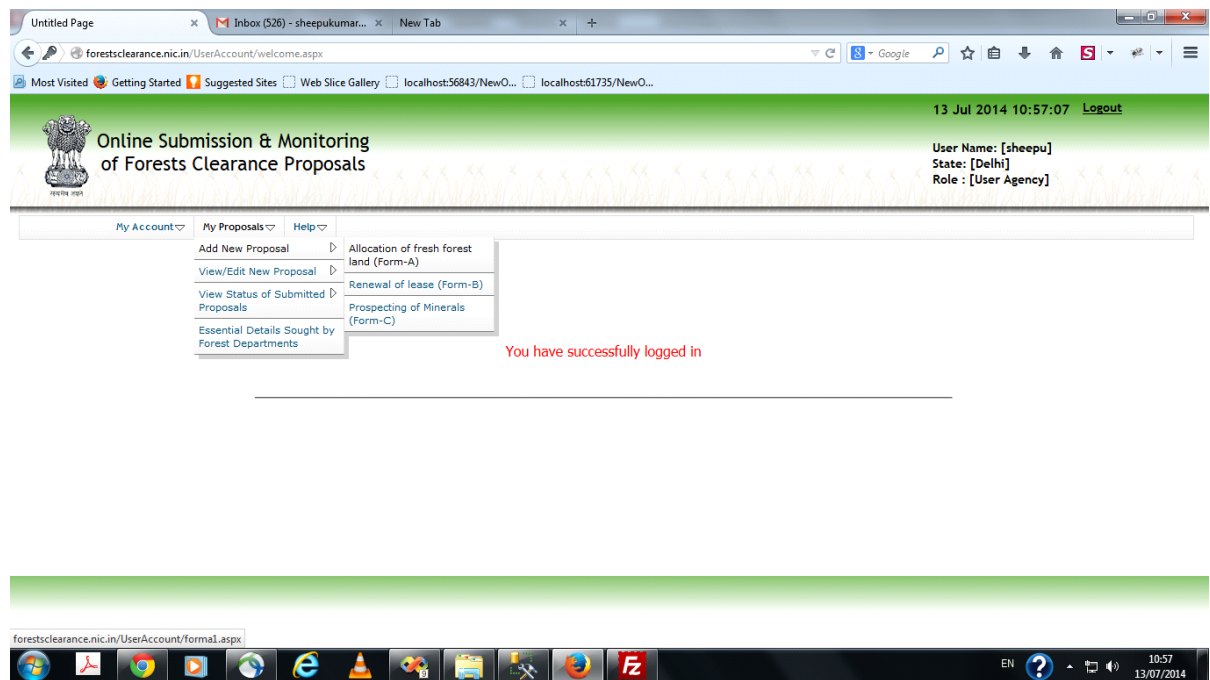 Untitled Page
Inbox (526) - sheepukumar...
New Tab
forestsclearance.nic.in/UserAccount/welcome.aspx
Google
Most Visited
Getting Started
Suggested Sites
Web Slice Gallery
localhost:56843/NewO...
localhost:61735/NewO...
13 Jul 2014 10:57:07 Logout
Online Submission & Monitoring
of Forests Clearance Proposals
सत्यमेव जयते
User Name: [sheepu]
State: [Delhi]
Role : [User Agency]
My Account
My Proposals
Help
Add New Proposal
View/Edit New Proposal
View Status of Submitted
Proposals
Essential Details Sought by
Forest Departments
Allocation of fresh forest
land (Form-A)
Renewal of lease (Form-B)
Prospecting of Minerals
(Form-C)
You have successfully logged in
forestsclearance.nic.in/UserAccount/forma1.aspx
EN
10:57
13/07/2014